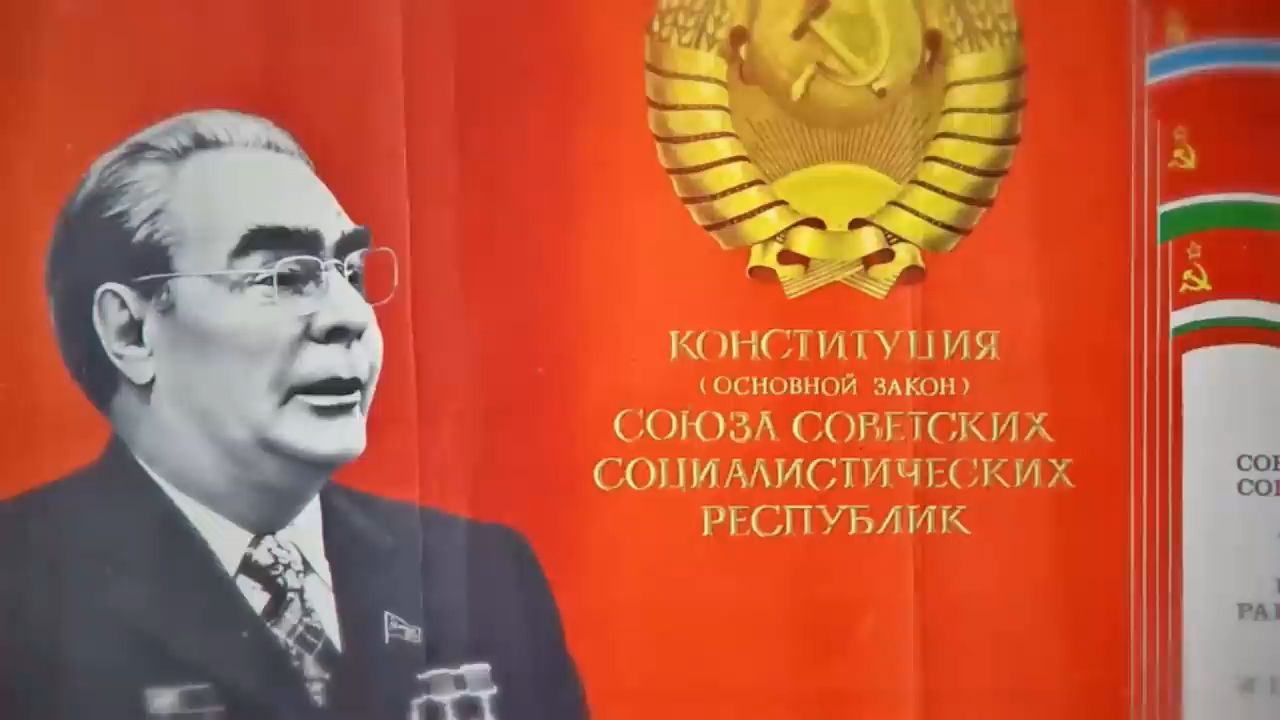 КОНСТИТУЦИЯ
(ОСНОВНОЙ ЗАКОН)
СОЮЗА СОВЕТСКИХ
СОЦИАЛИСТИЧЕСКИХ
РЕСПУБЛИК